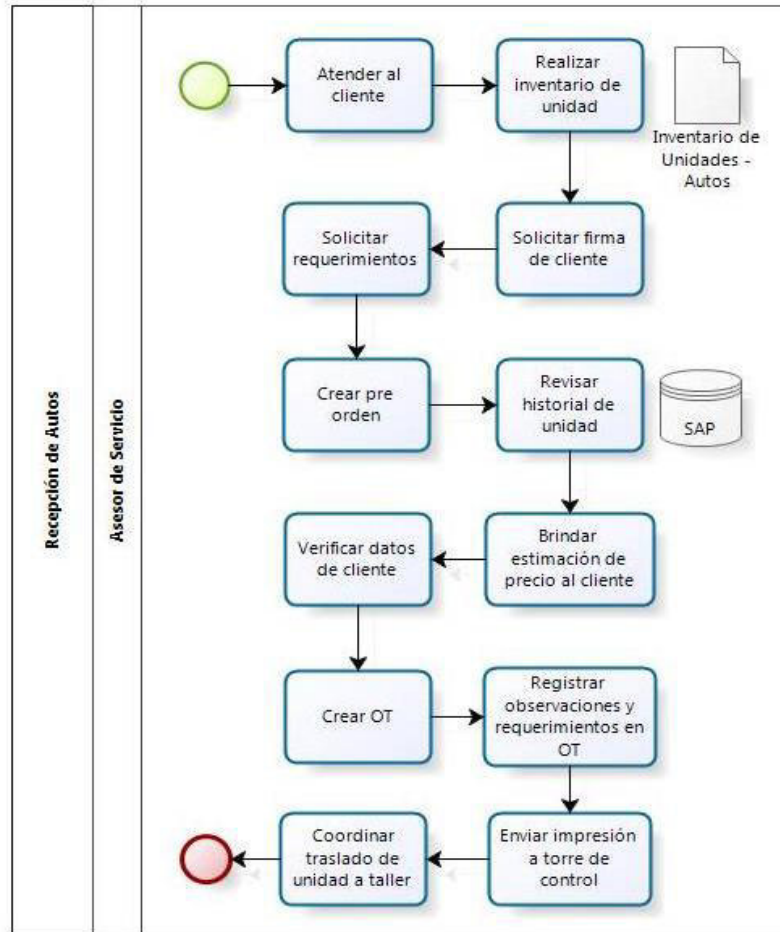 Recepción de Autos
Asesor de Servicio
Atender al
cliente
Realizar
inventario de
unidad
Inventario de
Unidades -
Autos
Solicitar firma
de cliente
Solicitar
requerimientos
Crear pre
orden
Revisar
historial de
unidad
SAP
Brindar
estimación de
precio al cliente
Verificar datos
de cliente
Crear OT
Registrar
observaciones y
requerimientos en
OT
Enviar impresión
a torre de
control
Coordinar
traslado de
unidad a taller